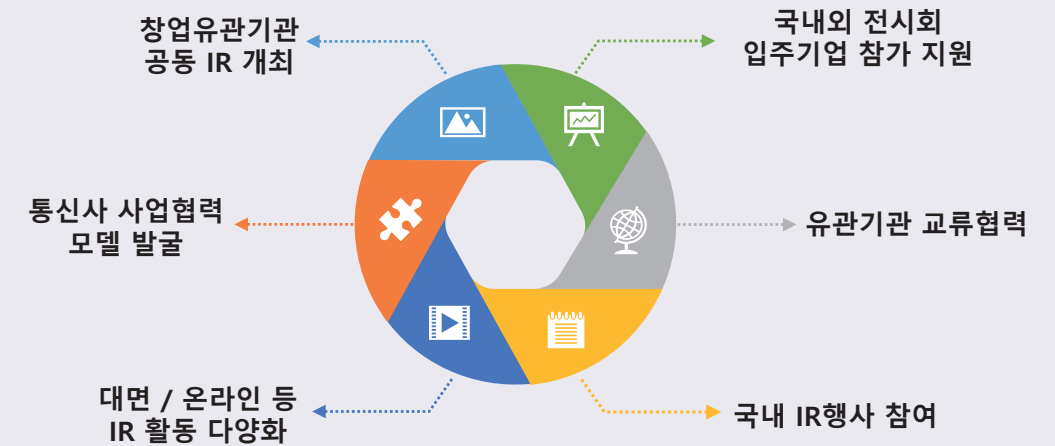 창업유관기관
공동 IR 개최
국내외 전시회
입주기업 참가 지원
통신사 사업협력
모델 발굴
유관기관 교류협력
대면 / 온라인 등
IR 활동 다양화
국내 IR행사 참여